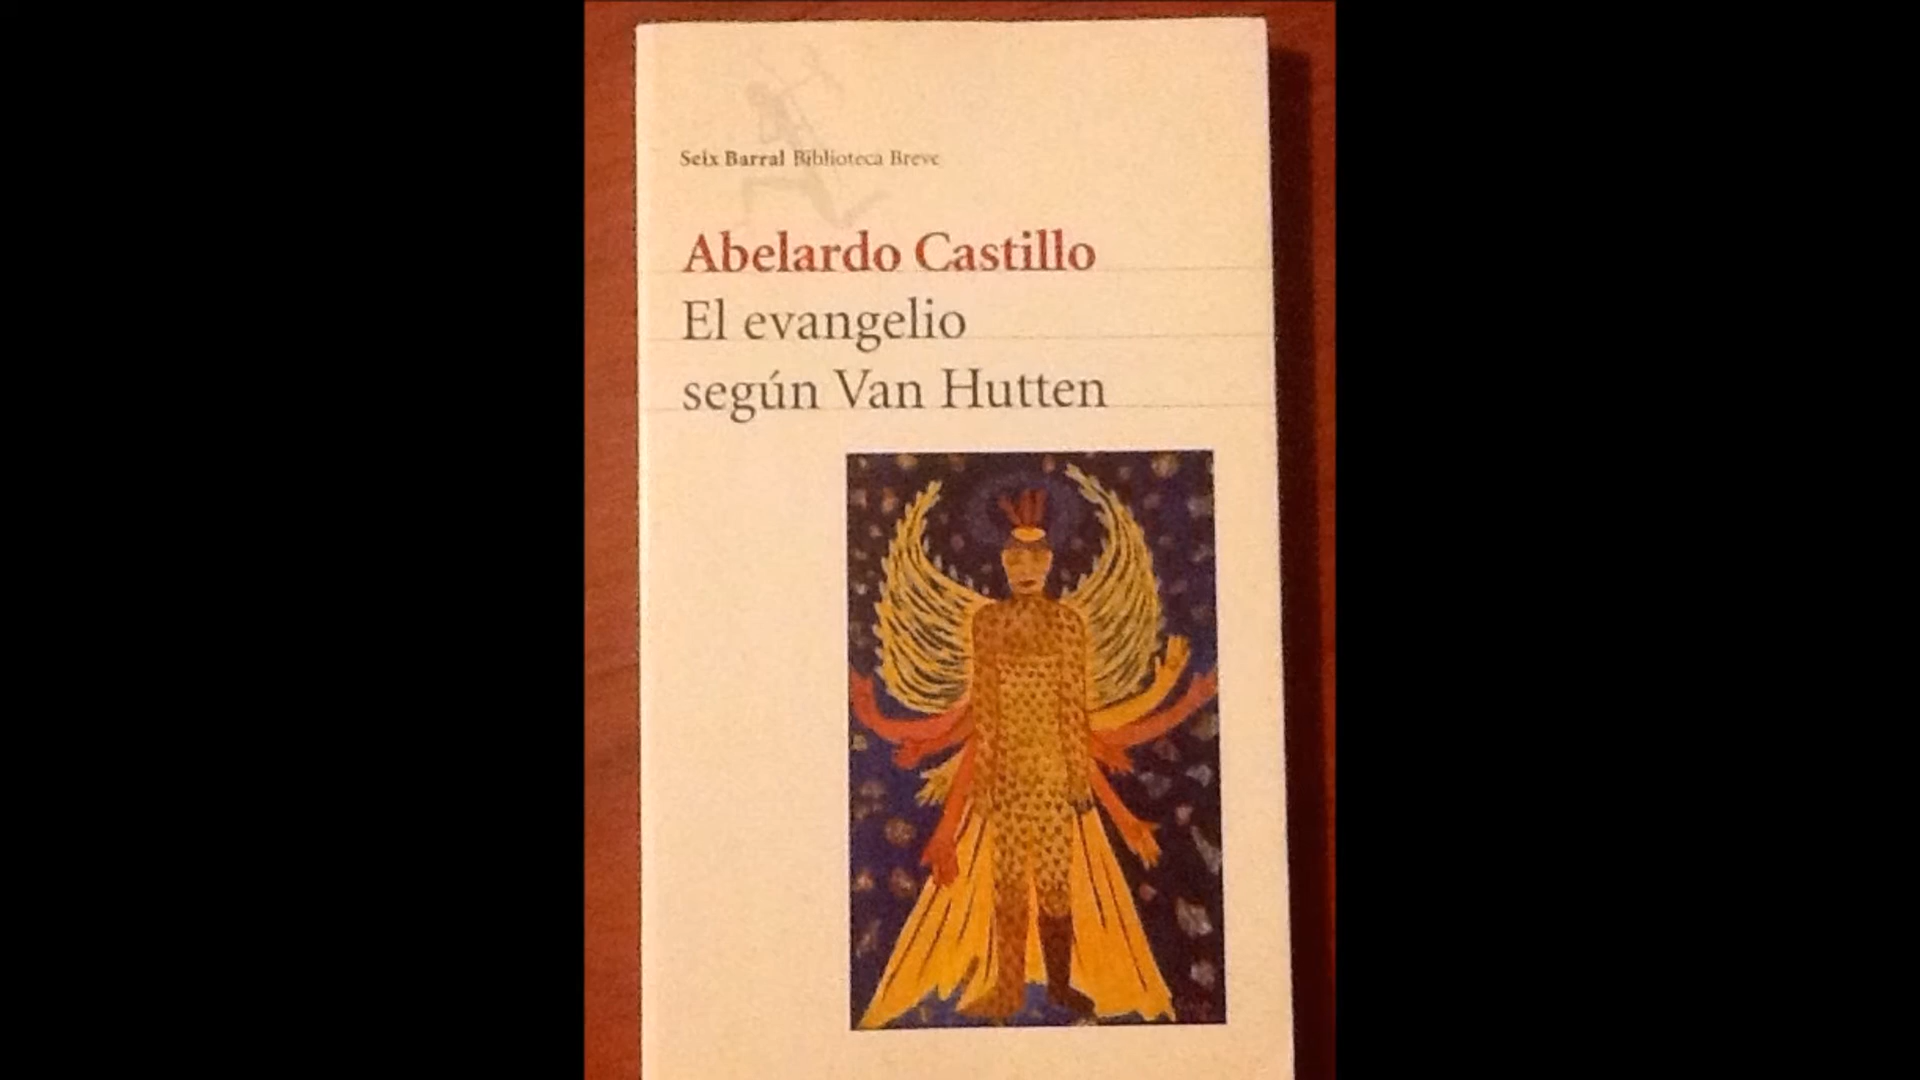 Seix Barral Biblioteca Breve
Abelardo Castillo
El evangelio
según Van Hutten